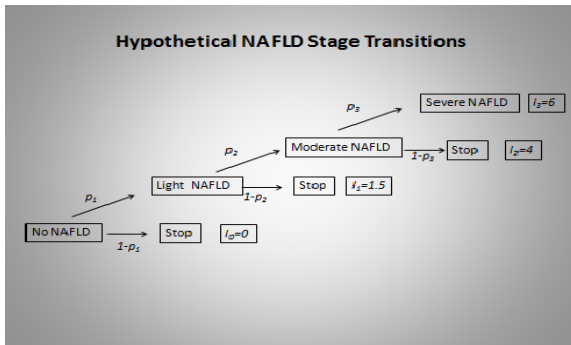 Hypothetical NAFLD Stage Transitions
p3
Severe NAFLD
I3=6
p2
Moderate NAFLD
1-p3
Stop
I2=4
p1
Light NAFLD
1-p2
Stop
I1=1.5
No NAFLD
1-p1
Stop
I0=0